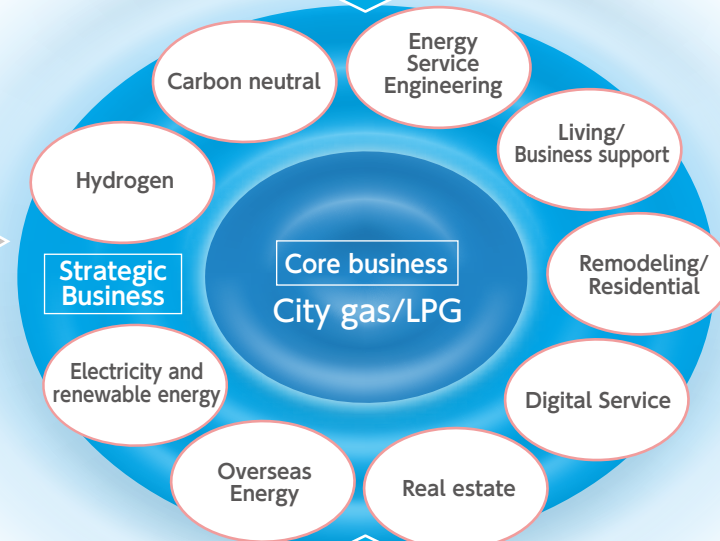 Energy
Service
Engineering
Carbon neutral
Living/
Business support
Hydrogen
Remodeling/
Residential
Strategic
Business
Core business
City gas/LPG
Electricity and
renewable energy
Digital Service
Overseas
Energy
Real estate